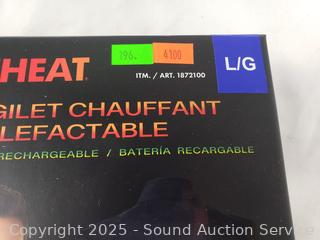 196. 4100
HEAT®
ITM. / ART. 1872100
L/G
GILET CHAUFFANT
LEFACTABLE
RECHARGEABLE / BATERÍA RECARGABLE
Copyright © 2025 - Sound Auction Service